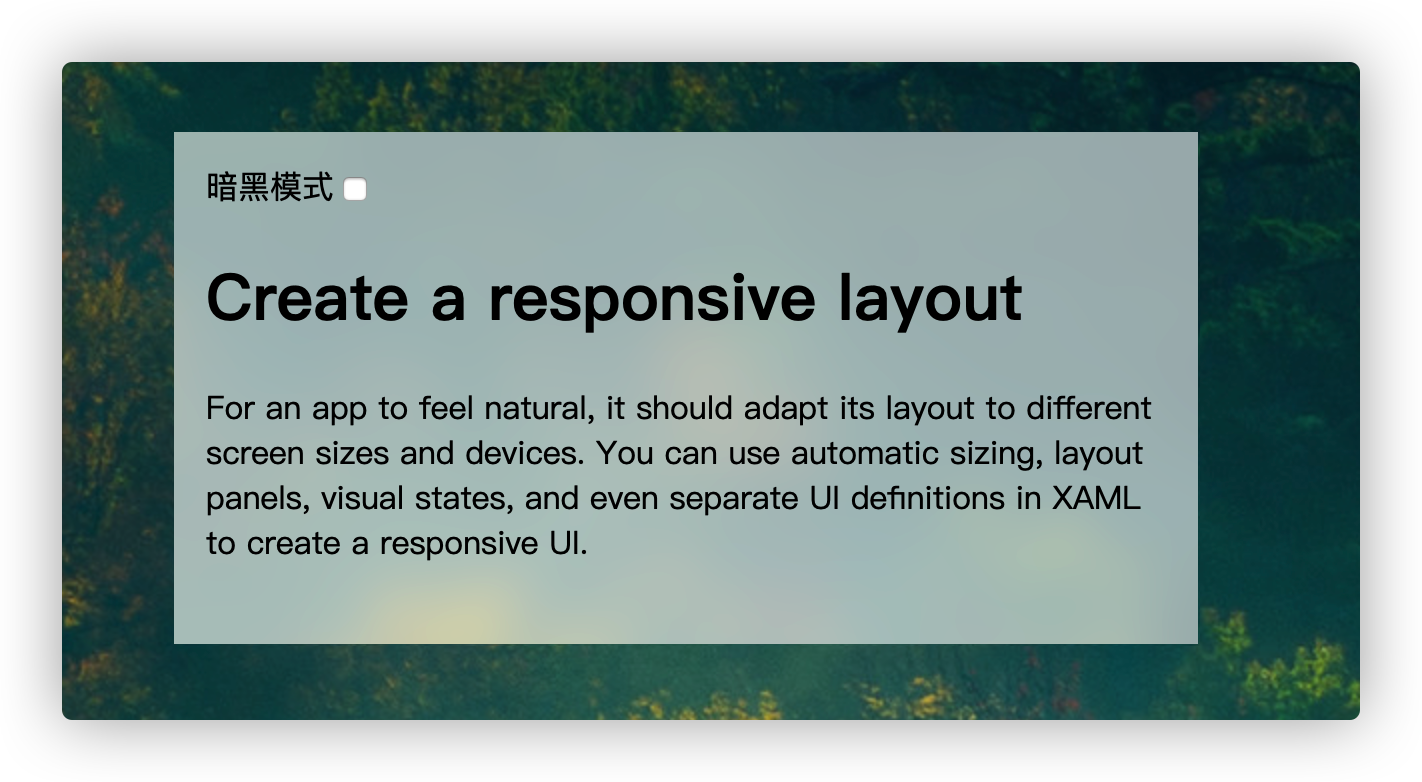 暗黑模式
Create a responsive layout
For an app to feel natural, it should adapt its layout to different
screen sizes and devices. You can use automatic sizing, layout
panels, visual states, and even separate UI definitions in XAML
to create a responsive UI.